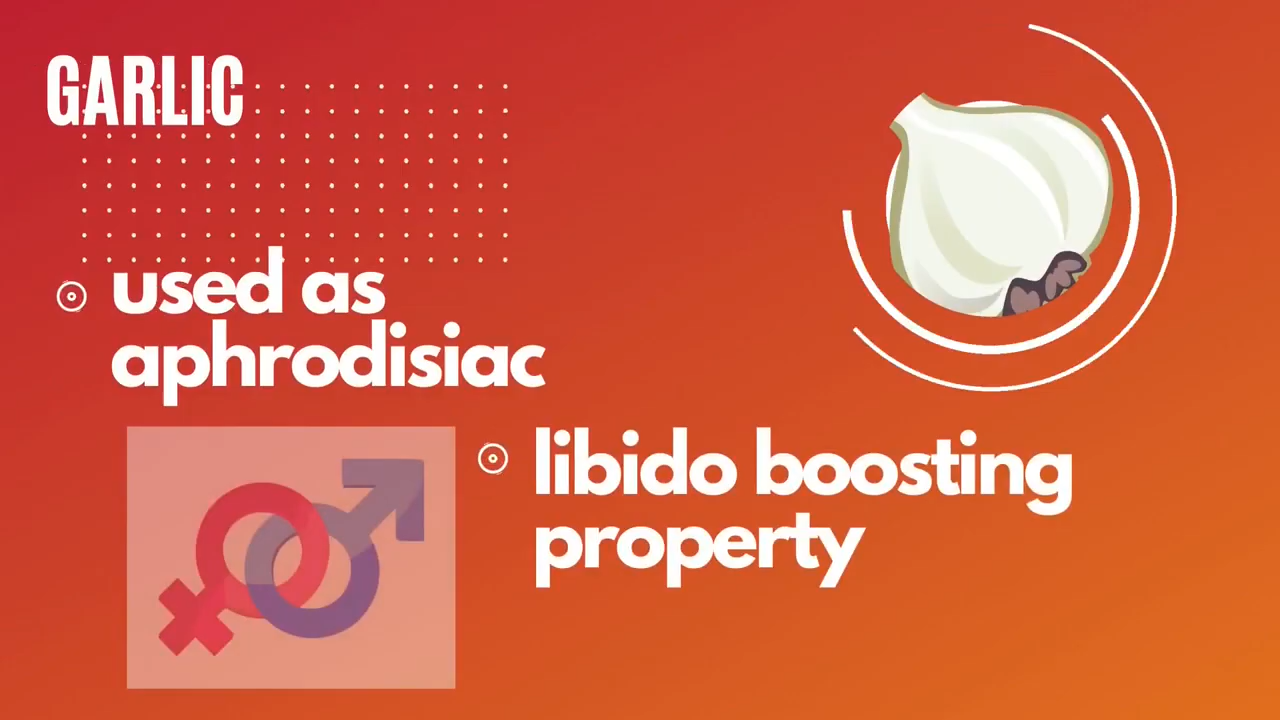 GARLIC
used as
aphrodisiac
libido boosting
property